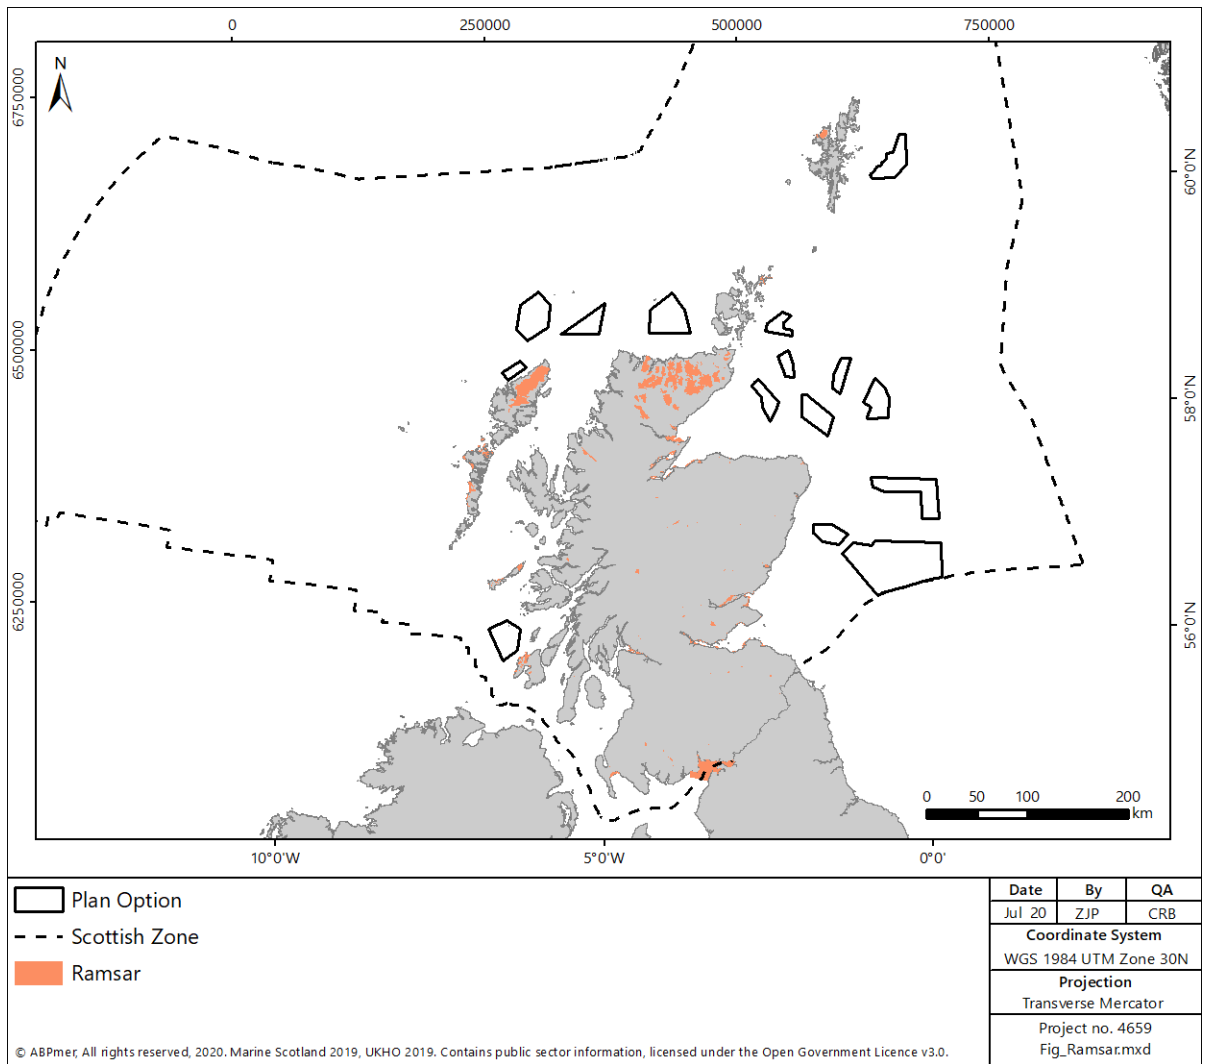 0 250000 500000 750000
N
6750000
6500000
6250000
60°0'N
58°0'N
56°0'N
0 50 100 200
km
10°0'W 5°0'W 0°0'
Plan Option
Scottish Zone
Ramsar
Date By QA
Jul 20 ZJP CRB
Coordinate System
WGS 1984 UTM Zone 30N
Projection
Transverse Mercator
Project no. 4659
Fig_Ramsar.mxd
© ABPmer, All rights reserved, 2020. Marine Scotland 2019, UKHO 2019. Contains public sector information, licensed under the Open Government Licence v3.0.